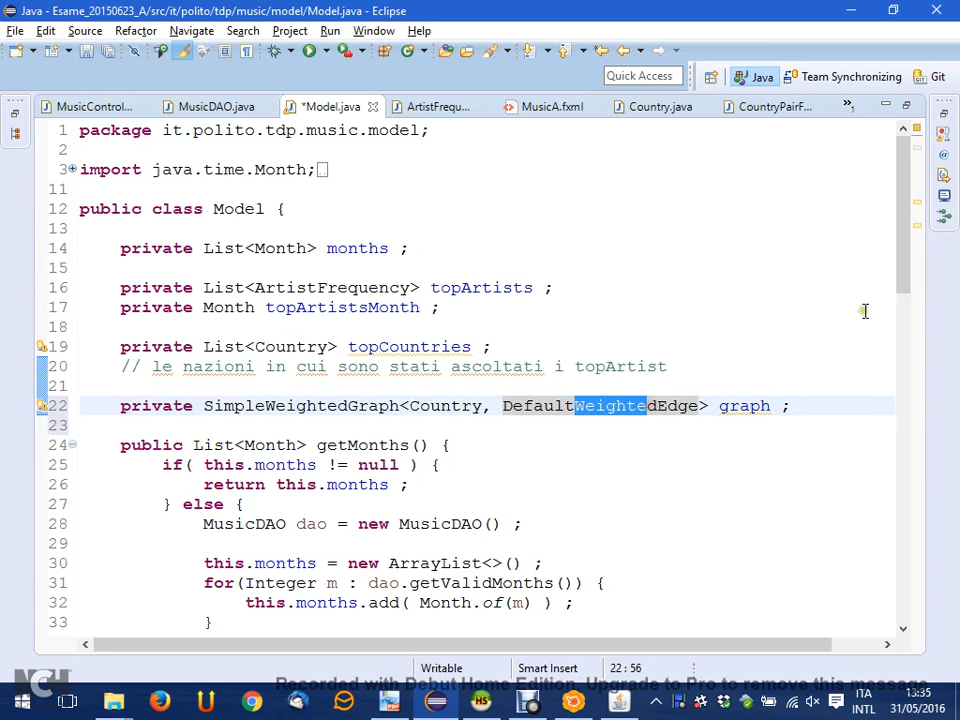 Java - Esame_20150623_A/src/it/polito/tdp/music/model/Model.java - Eclipse
File Edit Source Refactor Navigate Search Project Run Window Help
Quick Access Java Team Synchronizing Git
MusicControl... MusicDAO.java *Model.java ArtistFrequ... MusicA.fxml Country.java CountryPairF... »1
1 package it.polito.tdp.music.model;
2
3 import java.time.Month;
11
12 public class Model {
13
14 private List<Month> months ;
15
16 private List<ArtistFrequency> topArtists ;
17 private Month topArtistsMonth ;
18
19 private List<Country> topCountries ;
20 // le nazioni in cui sono stati ascoltati i topArtist
21
22 private SimpleWeightedGraph<Country, DefaultWeightedEdge> graph ;
23
24 public List<Month> getMonths() {
25 if( this.months != null ) {
26 return this.months ;
27 } else {
28 MusicDAO dao = new MusicDAO() ;
29
30 this.months = new ArrayList<>() ;
31 for(Integer m : dao.getValidMonths()) {
32 this.months.add( Month.of(m) ) ;
33 }
Writable Smart Insert 22 : 56
Recorded with Debut Home Edition. Upgrade to Pro to remove this message
NCH
ITA 13:35
INTL 31/05/2016